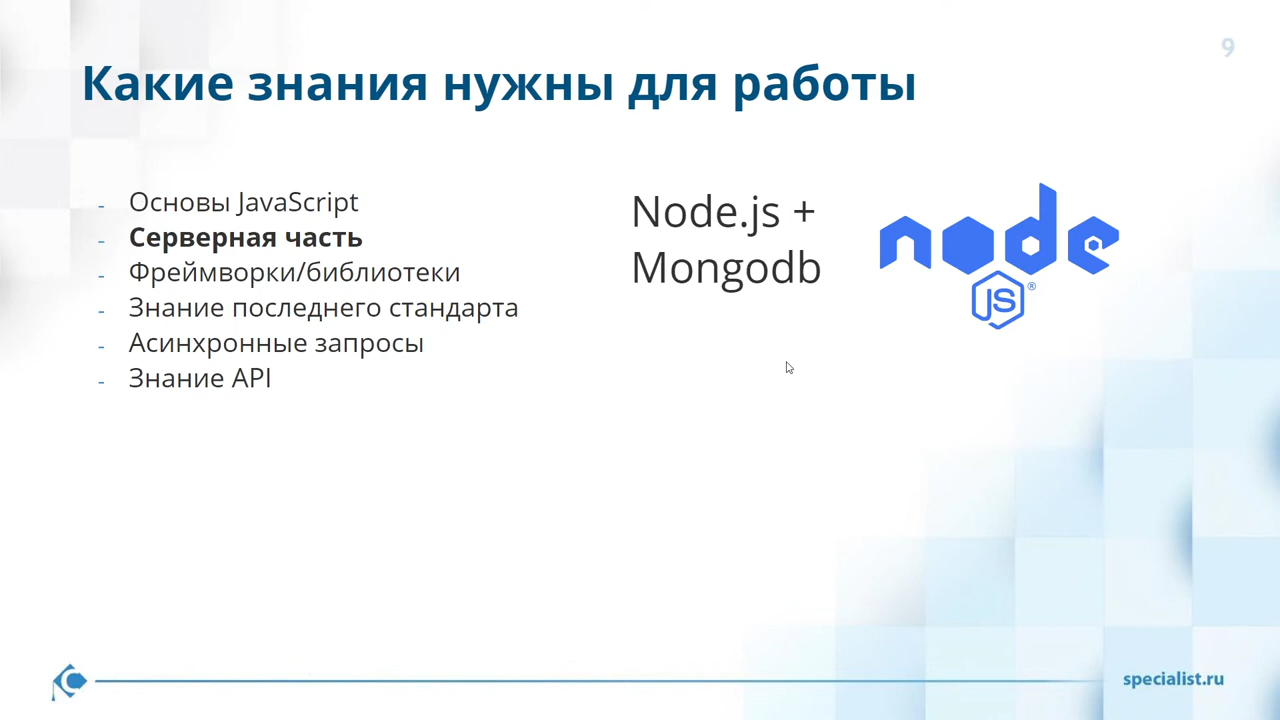 9
Какие знания нужны для работы
- Основы JavaScript
- Серверная часть
- Фреймворки/библиотеки
- Знание последнего стандарта
- Асинхронные запросы
- Знание API
Node.js +
Mongodb
node
JS ®
specialist.ru